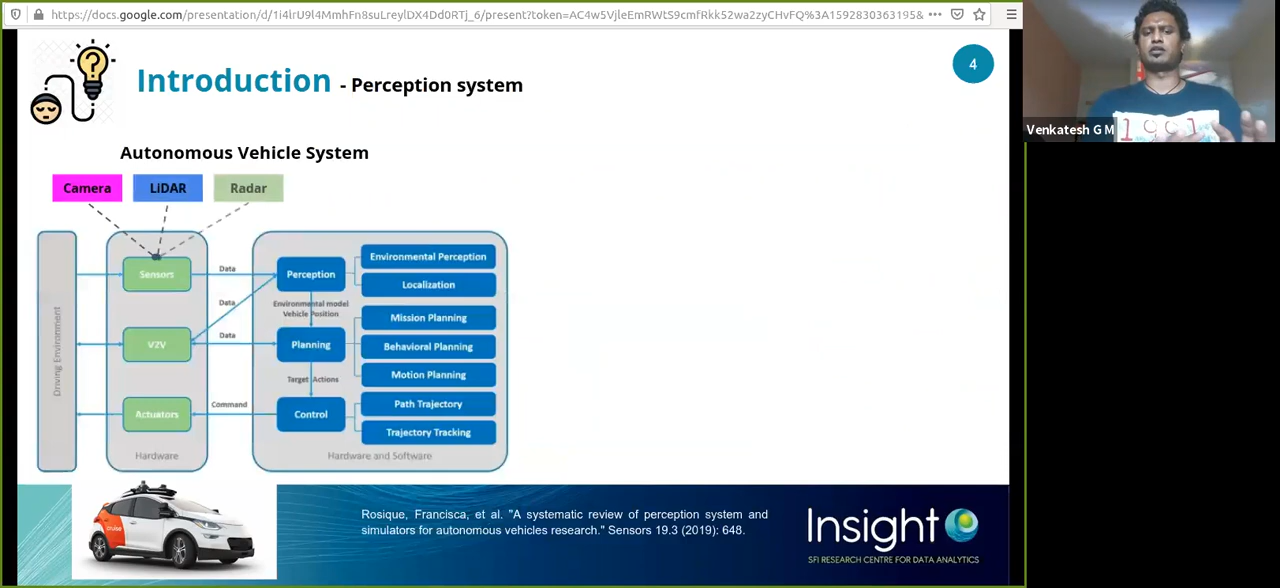 https://docs.google.com/presentation/d/1i4lrU9l4MmhFn8suLreylDX4Dd0RTj_6/present?token=AC4w5VjleEmRWtS9cmfRkk52wa2zyCHvFQ%3A1592830363195&
Introduction - Perception system
4
Venkatesh G M
Autonomous Vehicle System
Camera
LiDAR
Radar
Driving Environment
Sensors
V2V
Actuators
Hardware
Data
Data
Data
Command
Perception
Environmental model
Vehicle Position
Planning
Target Actions
Control
Environmental Perception
Localization
Mission Planning
Behavioral Planning
Motion Planning
Path Trajectory
Trajectory Tracking
Hardware and Software
cruise
Rosique, Francisca, et al. "A systematic review of perception system and
simulators for autonomous vehicles research." Sensors 19.3 (2019): 648.
Insight
SFI RESEARCH CENTRE FOR DATA ANALYTICS